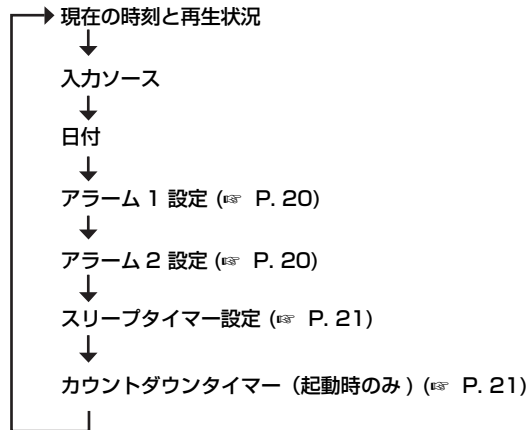 現在の時刻と再生状況
入力ソース
日付
アラーム 1 設定 (☞ P. 20)
アラーム 2 設定 (☞ P. 20)
スリープタイマー設定 (☞ P. 21)
カウントダウンタイマー（起動時のみ ) (☞ P. 21)